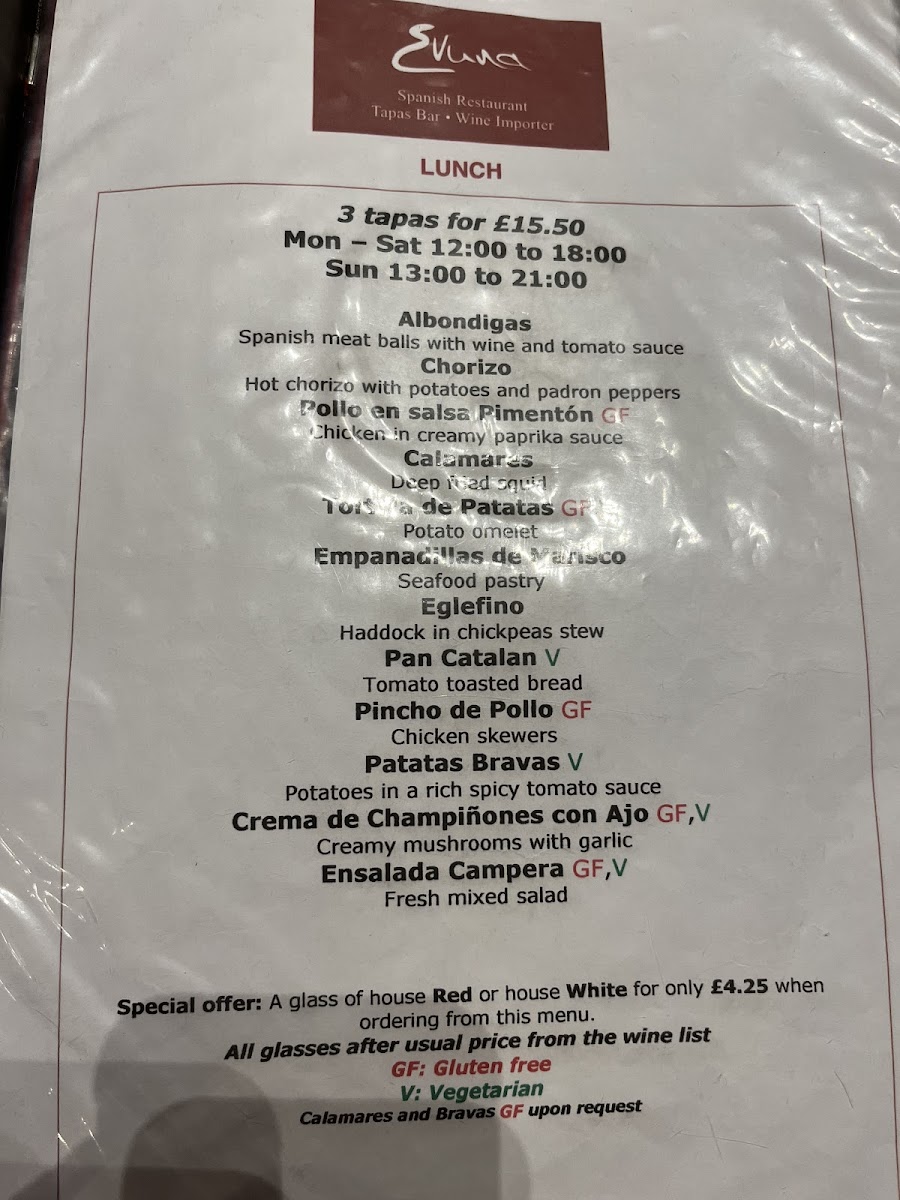 Evuna
Spanish Restaurant
Tapas Bar • Wine Importer
LUNCH
3 tapas for £15.50
Mon – Sat 12:00 to 18:00
Sun 13:00 to 21:00
Albondigas
Spanish meat balls with wine and tomato sauce
Chorizo
Hot chorizo with potatoes and padron peppers
Pollo en salsa Pimentón GF
Chicken in creamy paprika sauce
Calamares
Deep fried squid
Tortilla de Patatas GF
Potato omelet
Empanadillas de Marisco
Seafood pastry
Eglefino
Haddock in chickpeas stew
Pan Catalan V
Tomato toasted bread
Pincho de Pollo GF
Chicken skewers
Patatas Bravas V
Potatoes in a rich spicy tomato sauce
Crema de Champiñones con Ajo GF,V
Creamy mushrooms with garlic
Ensalada Campera GF,V
Fresh mixed salad
Special offer: A glass of house Red or house White for only £4.25 when
ordering from this menu.
All glasses after usual price from the wine list
GF: Gluten free
V: Vegetarian
Calamares and Bravas GF upon request